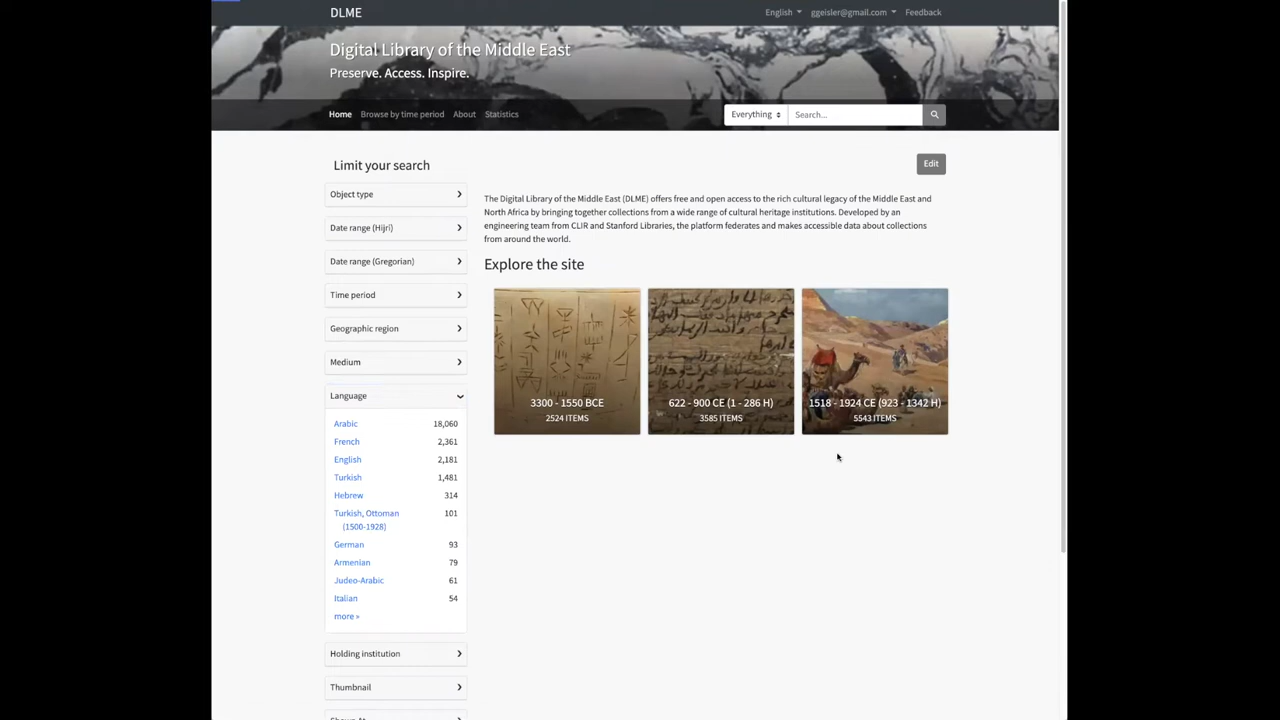 DLME
English
ggeisler@gmail.com
Feedback
Digital Library of the Middle East
Preserve. Access. Inspire.
Home
Browse by time period
About
Statistics
Everything
Search...
Limit your search
Edit
Object type
Date range (Hijri)
Date range (Gregorian)
Time period
Geographic region
Medium
Language
Arabic 18,060
French 2,361
English 2,181
Turkish 1,481
Hebrew 314
Turkish, Ottoman 101
(1500-1928)
German 93
Armenian 79
Judeo-Arabic 61
Italian 54
more »
Holding institution
Thumbnail
The Digital Library of the Middle East (DLME) offers free and open access to the rich cultural legacy of the Middle East and
North Africa by bringing together collections from a wide range of cultural heritage institutions. Developed by an
engineering team from CLIR and Stanford Libraries, the platform federates and makes accessible data about collections
from around the world.
Explore the site
3300 - 1550 BCE
2524 ITEMS
622 - 900 CE (1 - 286 H)
3585 ITEMS
1518 - 1924 CE (923 - 1342 H)
5543 ITEMS